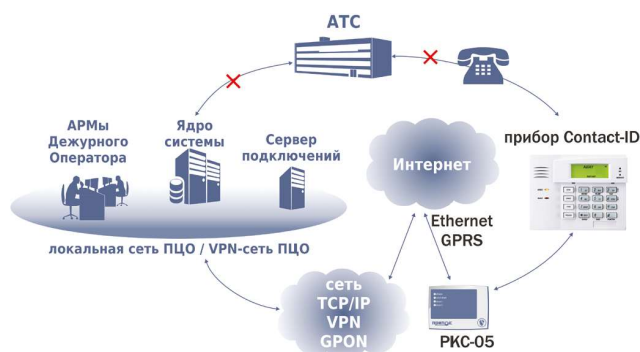 АТС
АРМы
Дежурного
Оператора
Ядро
системы
Сервер
подключений
Интернет
прибор Contact-ID
Ethernet
GPRS
локальная сеть ПЦО / VPN-сеть ПЦО
сеть
TCP/IP
VPN
GPON
РКС-05